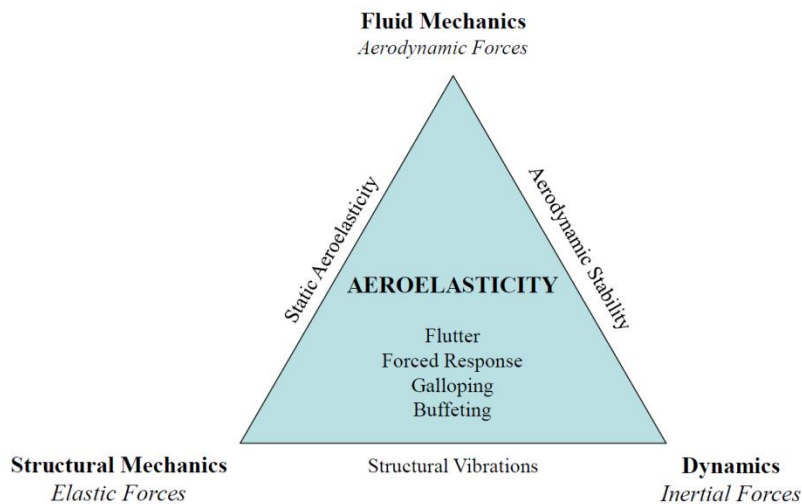 Fluid Mechanics
Aerodynamic Forces
Static Aeroelasticity
Aerodynamic Stability
AEROELASTICITY
Flutter
Forced Response
Galloping
Buffeting
Structural Mechanics
Elastic Forces
Structural Vibrations
Dynamics
Inertial Forces